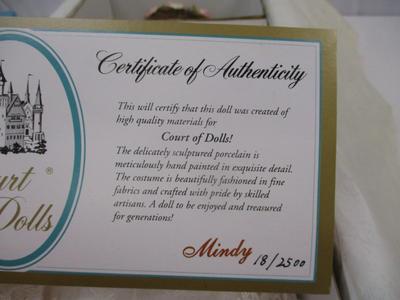 Certificate of Authenticity
This will certify that this doll was created of
high quality materials for
Court of Dolls!
The delicately sculptured porcelain is
meticulously hand painted in exquisite detail.
The costume is beautifully fashioned in fine
fabrics and crafted with pride by skilled
artisans. A doll to be enjoyed and treasured
for generations!
Mindy 18/2500
urt ®
Dolls